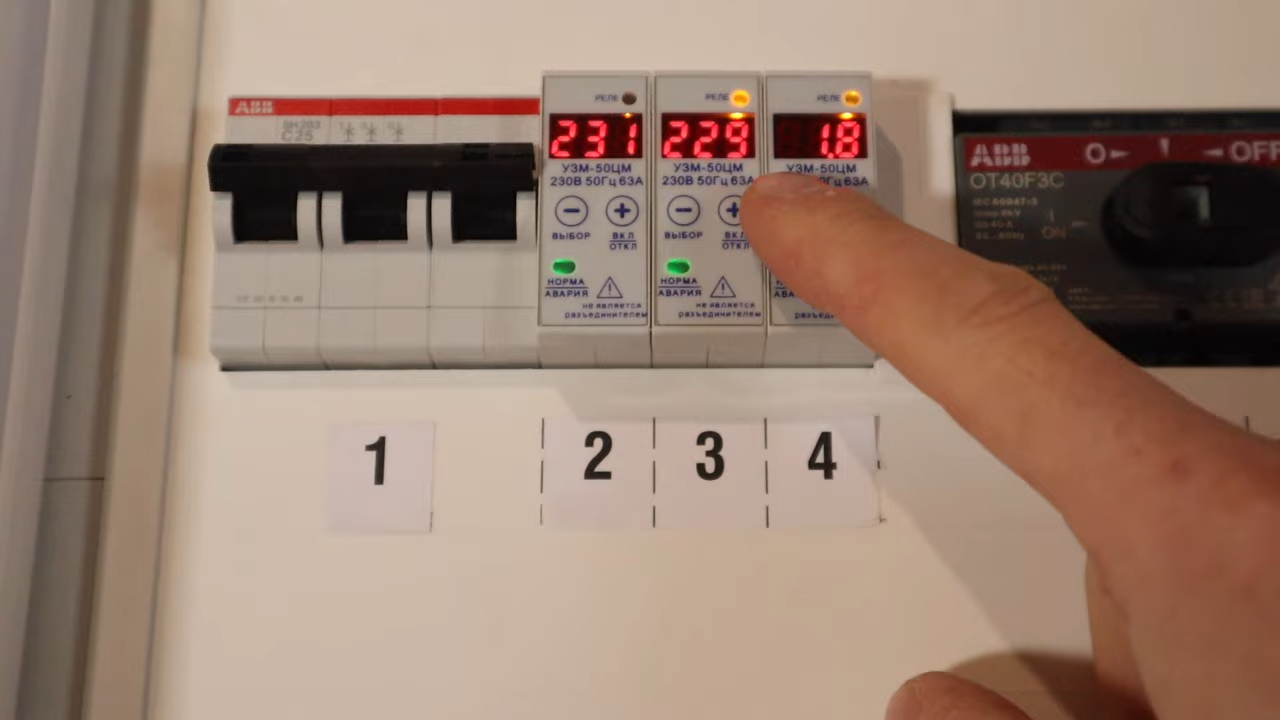 ABB
SH203
C25
РЕЛЕ
231
УЗМ-50ЦМ
230В 50Гц 63А
ВЫБОР
ВКЛ
ОТКЛ
НОРМА
АВАРИЯ
не является
разъединителем
РЕЛЕ
229
УЗМ-50ЦМ
230В 50Гц 63А
ВЫБОР
ВКЛ
ОТКЛ
НОРМА
АВАРИЯ
не является
разъединителем
РЕЛЕ
1.8
УЗМ-50ЦМ
63А
ABB
OFF
OT40F3C
ON
1
2
3
4